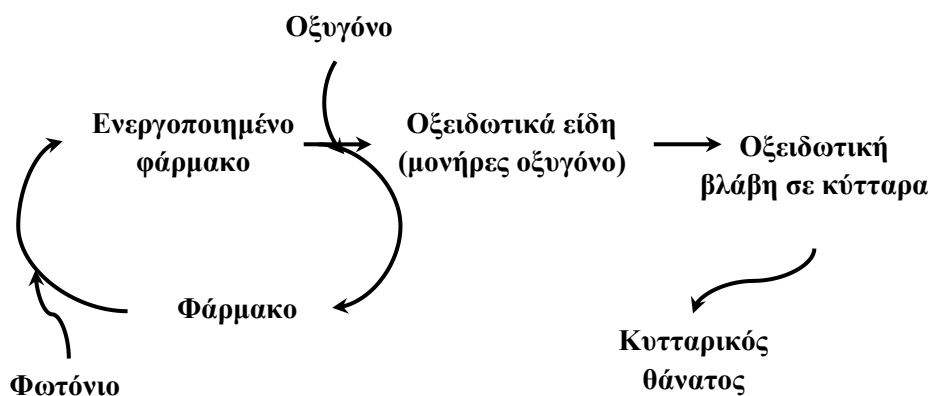 Οξυγόνο
Ενεργοποιημένο
φάρμακο
Οξειδωτικά είδη
(μονήρες οξυγόνο)
Οξειδωτική
βλάβη σε κύτταρα
Φάρμακο
Φωτόνιο
Κυτταρικός
θάνατος